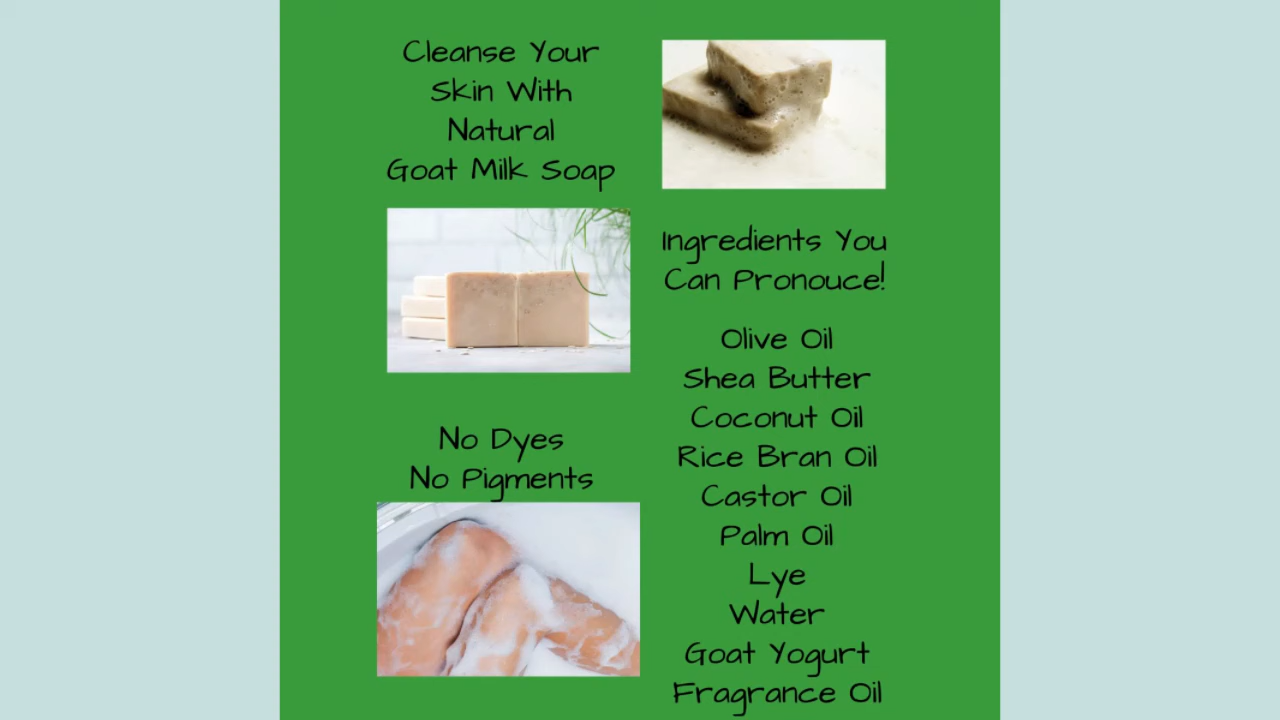 Cleanse Your
Skin With
Natural
Goat Milk Soap
No Dyes
No Pigments
Ingredients You
Can Pronouce!
Olive Oil
Shea Butter
Coconut Oil
Rice Bran Oil
Castor Oil
Palm Oil
Lye
Water
Goat Yogurt
Fragrance Oil